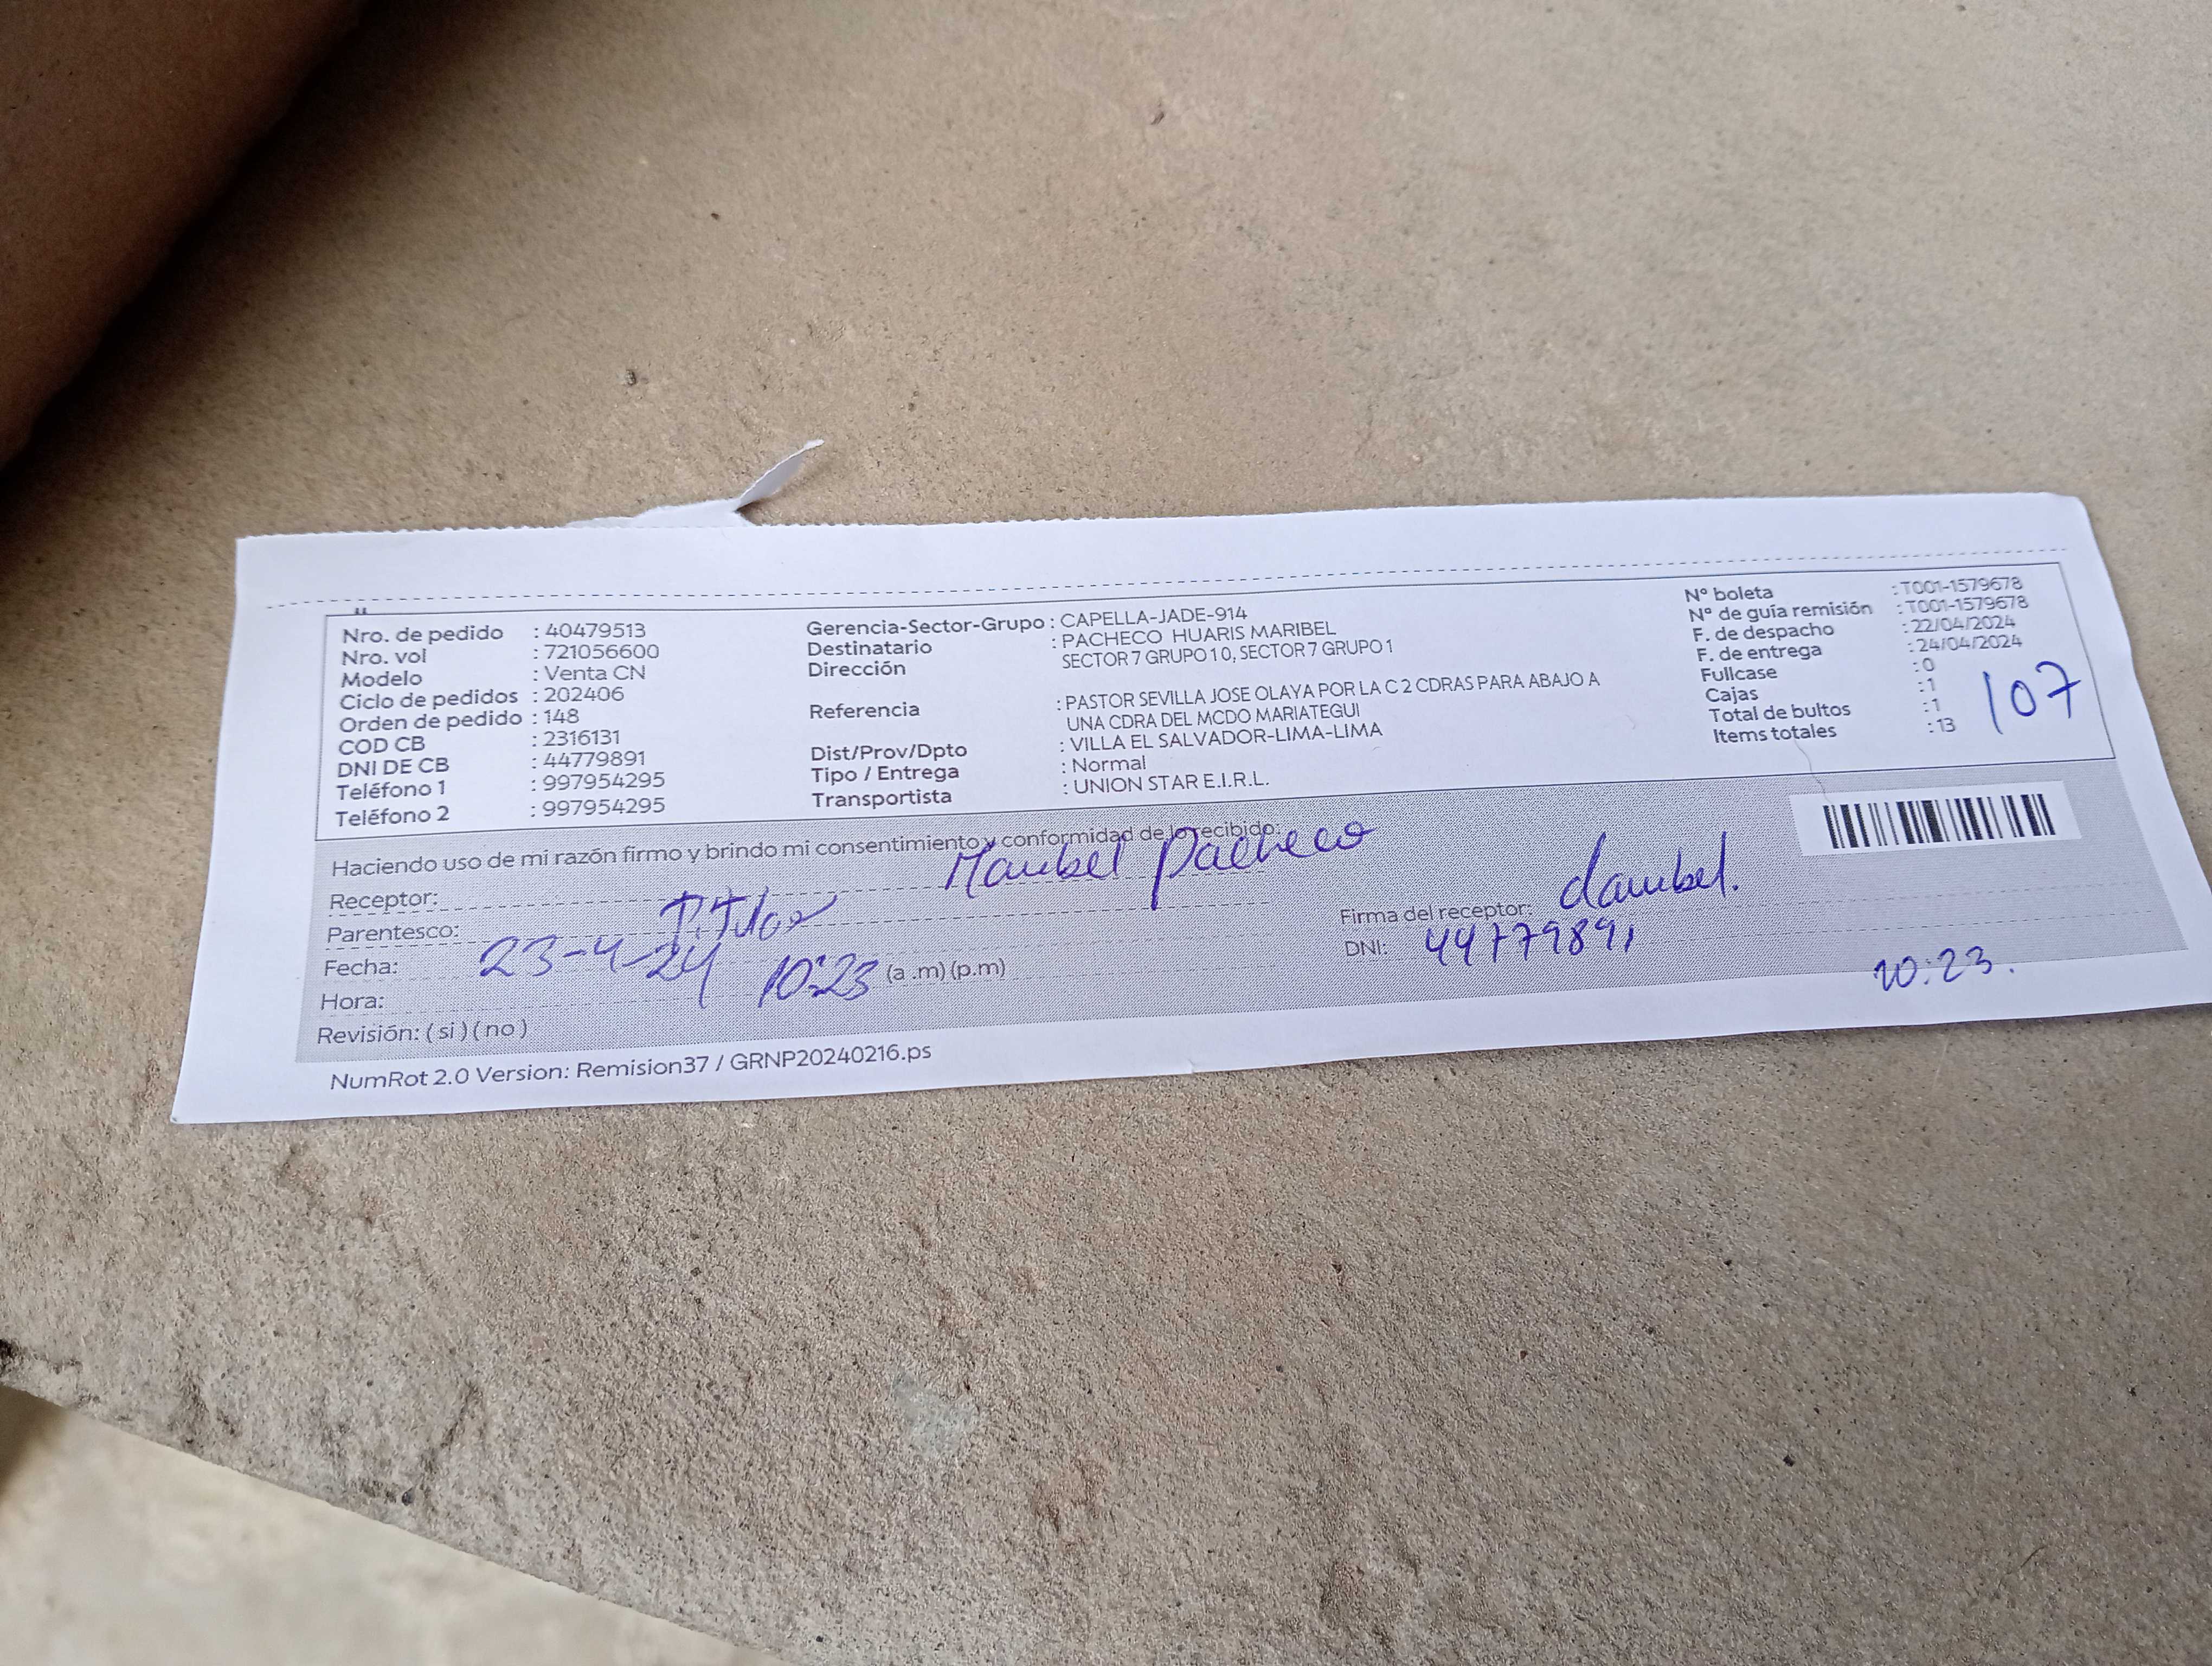 Nro. de pedido : 40479513
Nro. vol : 721056600
Modelo : Venta CN
Ciclo de pedidos : 202406
Orden de pedido : 148
COD CB : 2316131
DNI DE CB : 44779891
Teléfono 1 : 997954295
Teléfono 2 : 997954295
Gerencia-Sector-Grupo : CAPELLA-JADE-914
Destinatario : PACHECO HUARIS MARIBEL
Dirección SECTOR 7 GRUPO 1 0, SECTOR 7 GRUPO 1
Referencia : PASTOR SEVILLA JOSE OLAYA POR LA C 2 CDRAS PARA ABAJO A
UNA CDRA DEL MCDO MARIATEGUI
Dist/Prov/Dpto : VILLA EL SALVADOR-LIMA-LIMA
Tipo / Entrega : Normal
Transportista : UNION STAR E.I.R.L.
Nº boleta : T001-1579678
Nº de guía remisión : T001-1579678
F. de despacho : 22/04/2024
F. de entrega : 24/04/2024
Fullcase : 0
Cajas : 1
Total de bultos : 1
Items totales : 13
107
Haciendo uso de mi razón firmo y brindo mi consentimiento y conformidad de lo recibido:
Receptor: Maribel Pacheco
Parentesco: Titular
Fecha: 23-4-24
Hora: 10:23 (a .m) (p.m)
Revisión: ( si ) ( no )
Firma del receptor:
DNI: 44779891
10:23.
NumRot 2.0 Version: Remision37 / GRNP20240216.ps